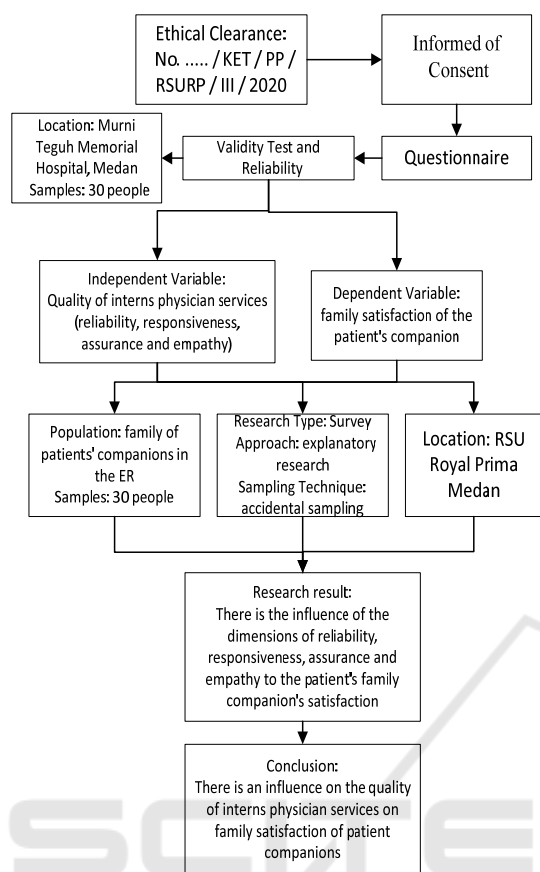 Ethical Clearance:
No. ..... / KET / PP /
RSURP / III / 2020
Informed of
Consent
Location: Murni
Teguh Memorial
Hospital, Medan
Samples: 30 people
Validity Test and
Reliability
Questionnaire
Independent Variable:
Quality of interns physician services
(reliability, responsiveness,
assurance and empathy)
Dependent Variable:
family satisfaction of the
patient's companion
Population: family of
patients' companions in
the ER
Samples: 30 people
Research Type: Survey
Approach: explanatory
research
Sampling Technique:
accidental sampling
Location: RSU
Royal Prima
Medan
Research result:
There is the influence of the
dimensions of reliability,
responsiveness, assurance and
empathy to the patient's family
companion's satisfaction
Conclusion:
There is an influence on the quality
of interns physician services on
family satisfaction of patient
companions